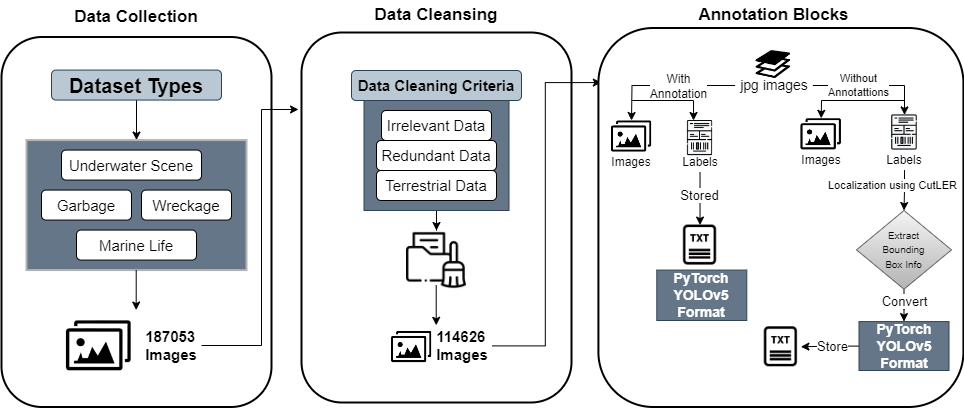 Data Collection
Dataset Types
Underwater Scene
Garbage
Wreckage
Marine Life
187053
Images
Data Cleansing
Data Cleaning Criteria
Irrelevant Data
Redundant Data
Terrestrial Data
114626
Images
Annotation Blocks
jpg images
With
Annotation
Without
Annotattions
Images
Labels
Images
Labels
Stored
TXT
PyTorch
YOLOv5
Format
Localization using CutLER
Extract
Bounding
Box Info
Convert
PyTorch
YOLOv5
Format
Store
TXT